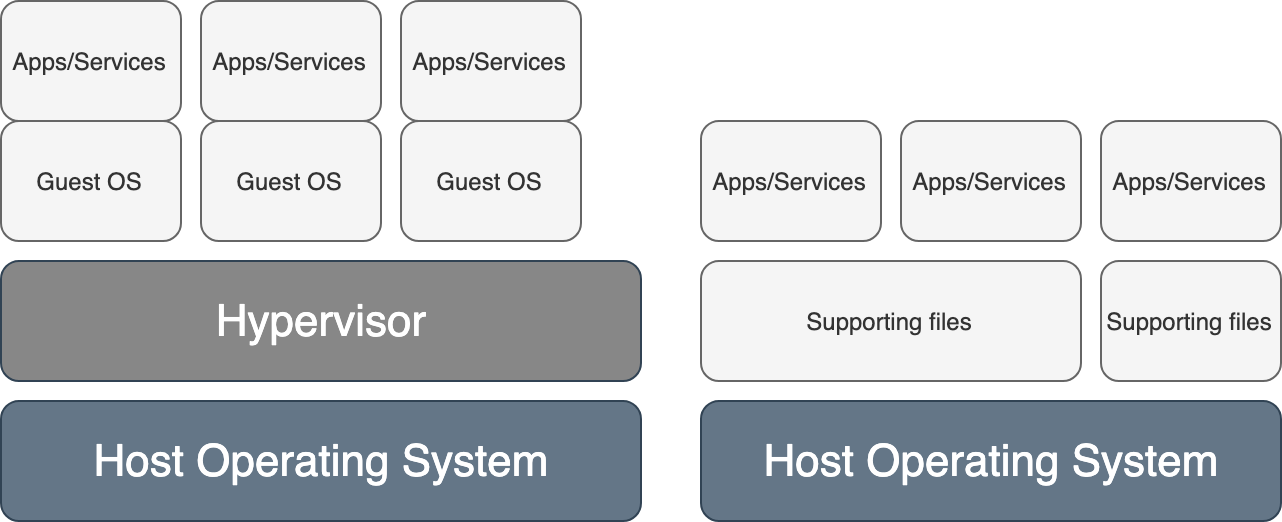 Apps/Services
Apps/Services
Apps/Services
Guest OS
Guest OS
Guest OS
Hypervisor
Host Operating System
Apps/Services
Apps/Services
Apps/Services
Supporting files
Supporting files
Host Operating System